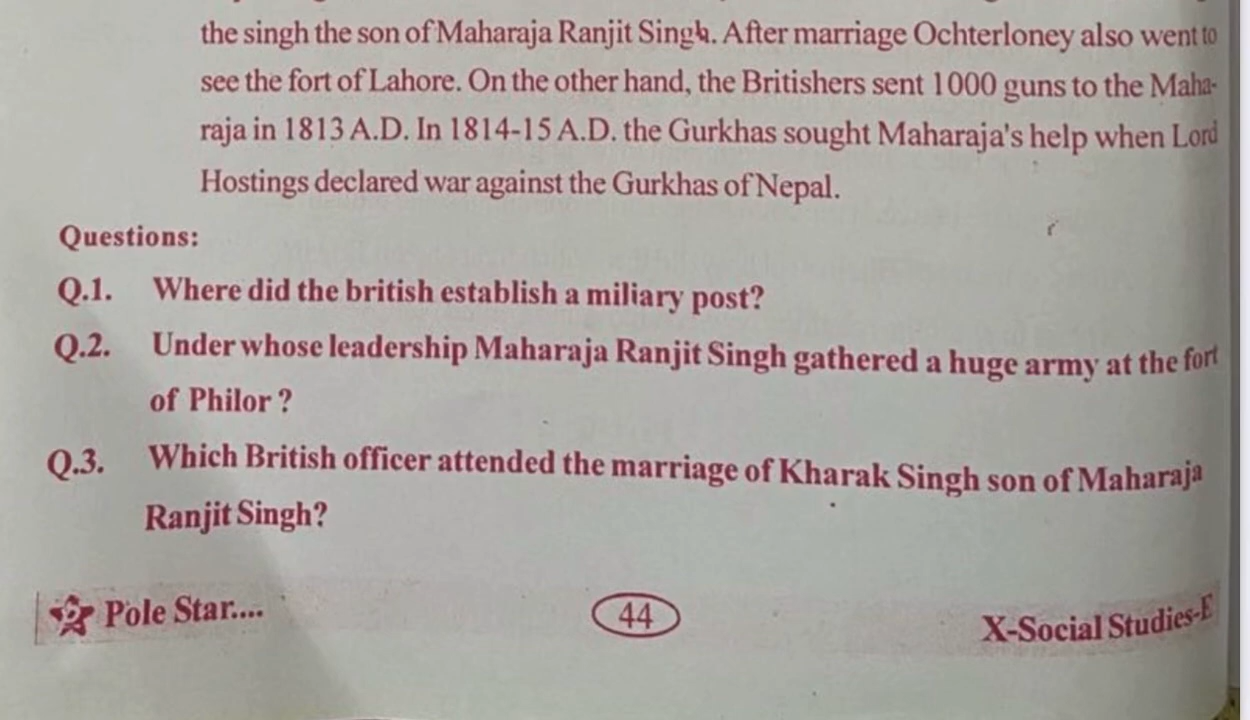 the singh the son of Maharaja Ranjit Singh. After marriage Ochterloney also went to
see the fort of Lahore. On the other hand, the Britishers sent 1000 guns to the Maha-
raja in 1813 A.D. In 1814-15 A.D. the Gurkhas sought Maharaja's help when Lord
Hostings declared war against the Gurkhas of Nepal.
Questions:
Q.1. Where did the british establish a miliary post?
Q.2. Under whose leadership Maharaja Ranjit Singh gathered a huge army at the fort
of Philor ?
Q.3. Which British officer attended the marriage of Kharak Singh son of Maharaja
Ranjit Singh?
Pole Star.... 44 X-Social Studies-E